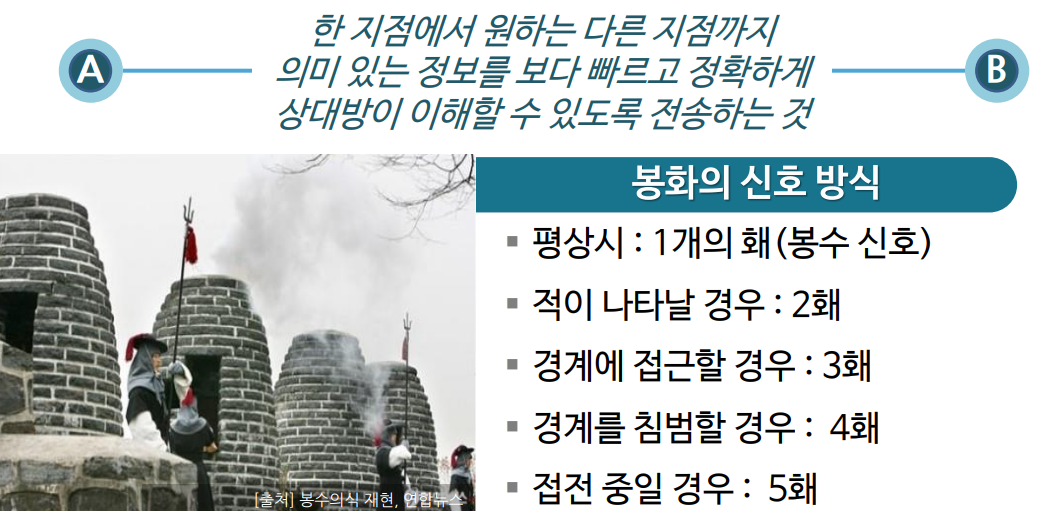 한 지점에서 원하는 다른 지점까지
A 의미 있는 정보를 보다 빠르고 정확하게 B
상대방이 이해할 수 있도록 전송하는 것
봉화의 신호 방식
▪ 평상시 : 1개의 홰(봉수 신호)
▪ 적이 나타날 경우 : 2홰
▪ 경계에 접근할 경우 : 3홰
▪ 경계를 침범할 경우 : 4홰
▪ 접전 중일 경우 : 5홰
[출처] 봉수의식 재현, 연합뉴스